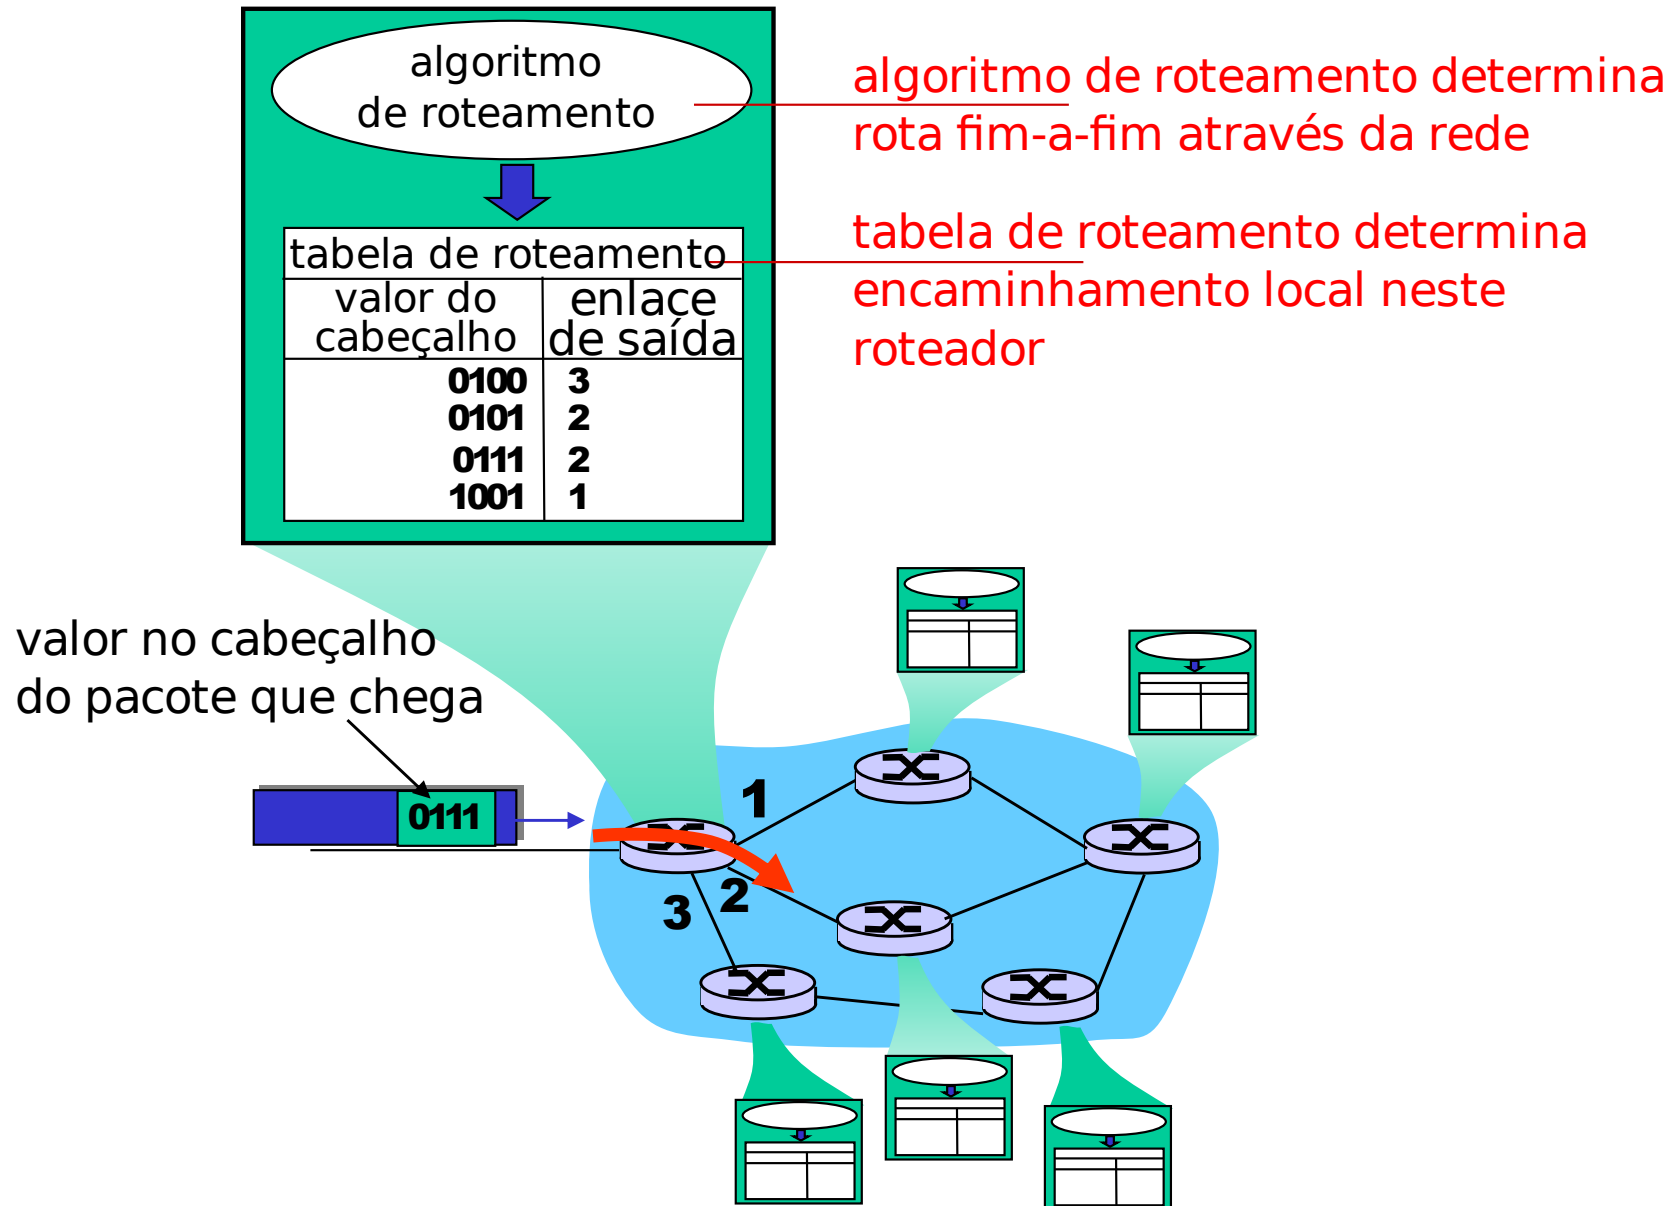 algoritmo
de roteamento
algoritmo de roteamento determina
rota fim-a-fim através da rede
tabela de roteamento determina
encaminhamento local neste
roteador
tabela de roteamento
valor do
cabeçalho
enlace
de saída
0100 3
0101 2
0111 2
1001 1
valor no cabeçalho
do pacote que chega
0111
1
2
3